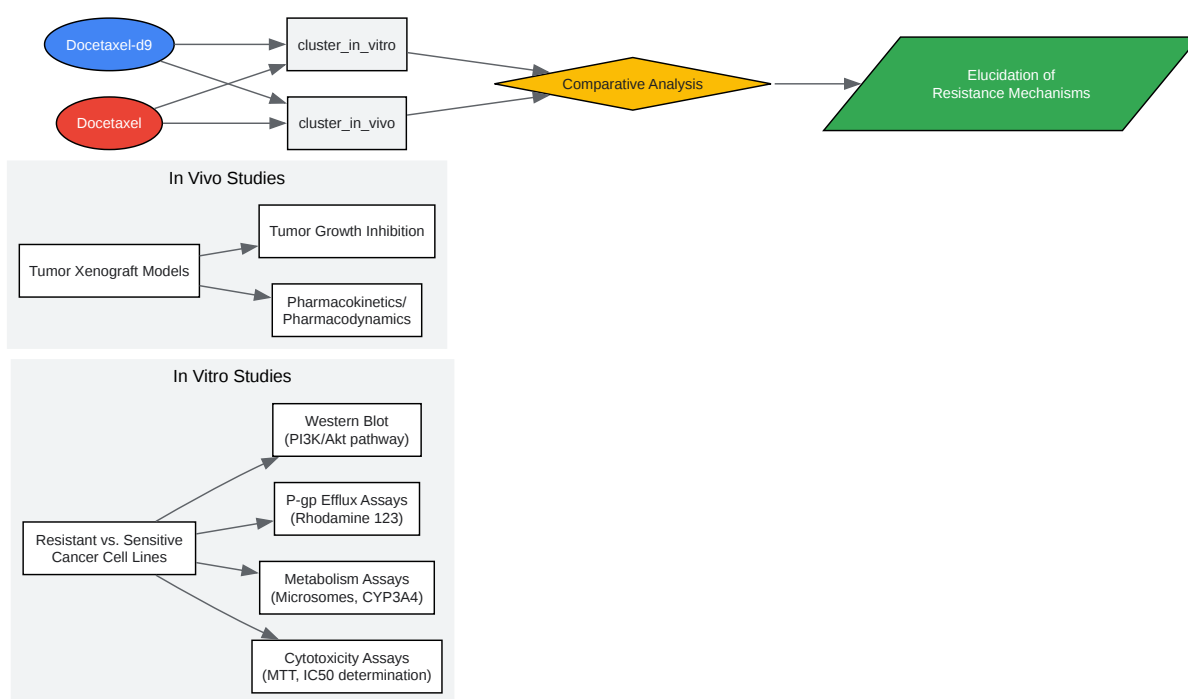 Docetaxel-d9
cluster_in_vitro
Docetaxel
cluster_in_vivo
Comparative Analysis
Elucidation of
Resistance Mechanisms
In Vivo Studies
Tumor Xenograft Models
Tumor Growth Inhibition
Pharmacokinetics/
Pharmacodynamics
In Vitro Studies
Resistant vs. Sensitive
Cancer Cell Lines
Western Blot
(PI3K/Akt pathway)
P-gp Efflux Assays
(Rhodamine 123)
Metabolism Assays
(Microsomes, CYP3A4)
Cytotoxicity Assays
(MTT, IC50 determination)